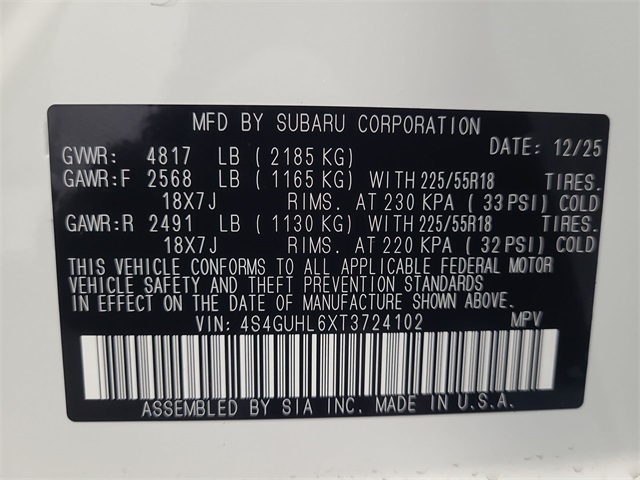 MFD BY SUBARU CORPORATION
DATE: 12/25
GVWR: 4817 LB (2185 KG)
GAWR:F 2568 LB (1165 KG) WITH 225/55R18 TIRES.
18X7J RIMS. AT 230 KPA (33 PSI) COLD
GAWR:R 2491 LB (1130 KG) WITH 225/55R18 TIRES.
18X7J RIMS. AT 220 KPA (32 PSI) COLD
THIS VEHICLE CONFORMS TO ALL APPLICABLE FEDERAL MOTOR
VEHICLE SAFETY AND THEFT PREVENTION STANDARDS
IN EFFECT ON THE DATE OF MANUFACTURE SHOWN ABOVE.
VIN: 4S4GUHL6XT3724102 MPV
ASSEMBLED BY SIA INC. MADE IN U.S.A.